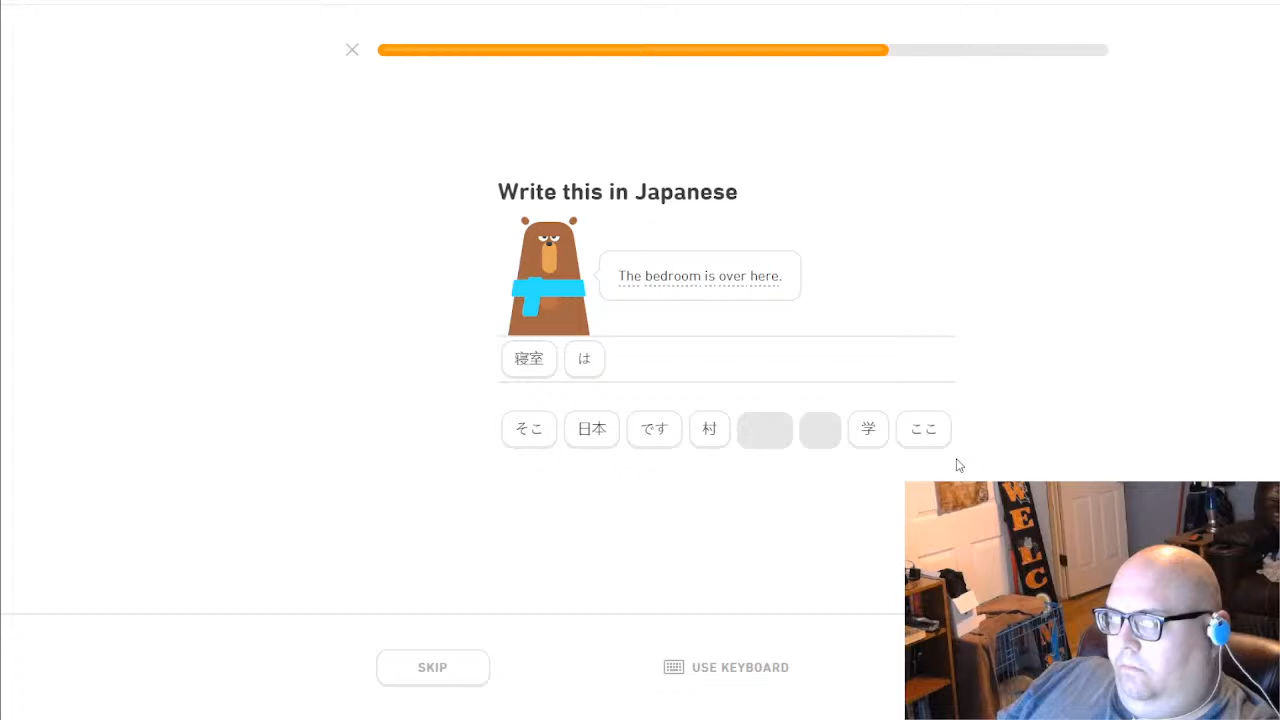 Write this in Japanese
The bedroom is over here.
寝室 は
そこ 日本 です 村 学 ここ
SKIP USE KEYBOARD
WELC